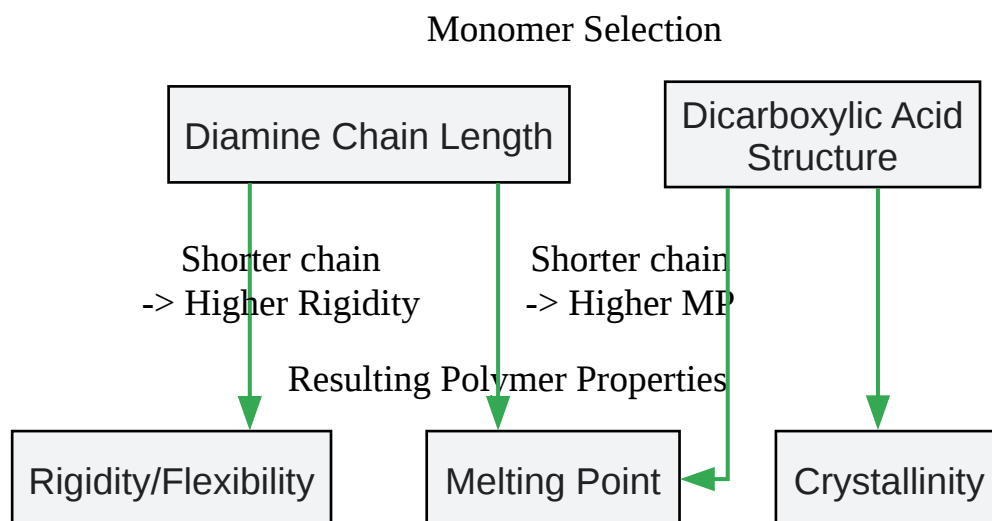 Monomer Selection
Diamine Chain Length
Dicarboxylic Acid
Structure
Shorter chain
-> Higher Rigidity
Shorter chain
-> Higher MP
Resulting Polymer Properties
Rigidity/Flexibility
Melting Point
Crystallinity